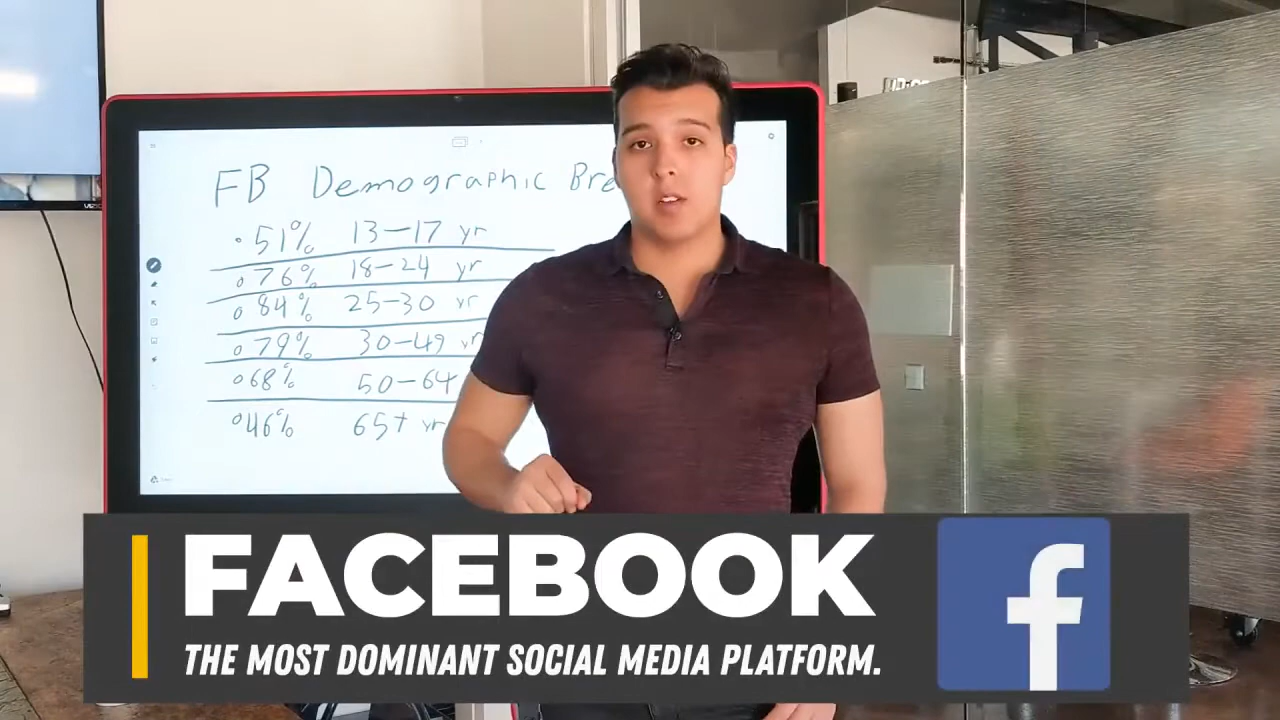 FB Demographic Bre
51% 13-17 yr
76% 18-24 yr
84% 25-30 yr
79% 30-49 yr
68% 50-64
46% 65+ yr
FACEBOOK
THE MOST DOMINANT SOCIAL MEDIA PLATFORM.